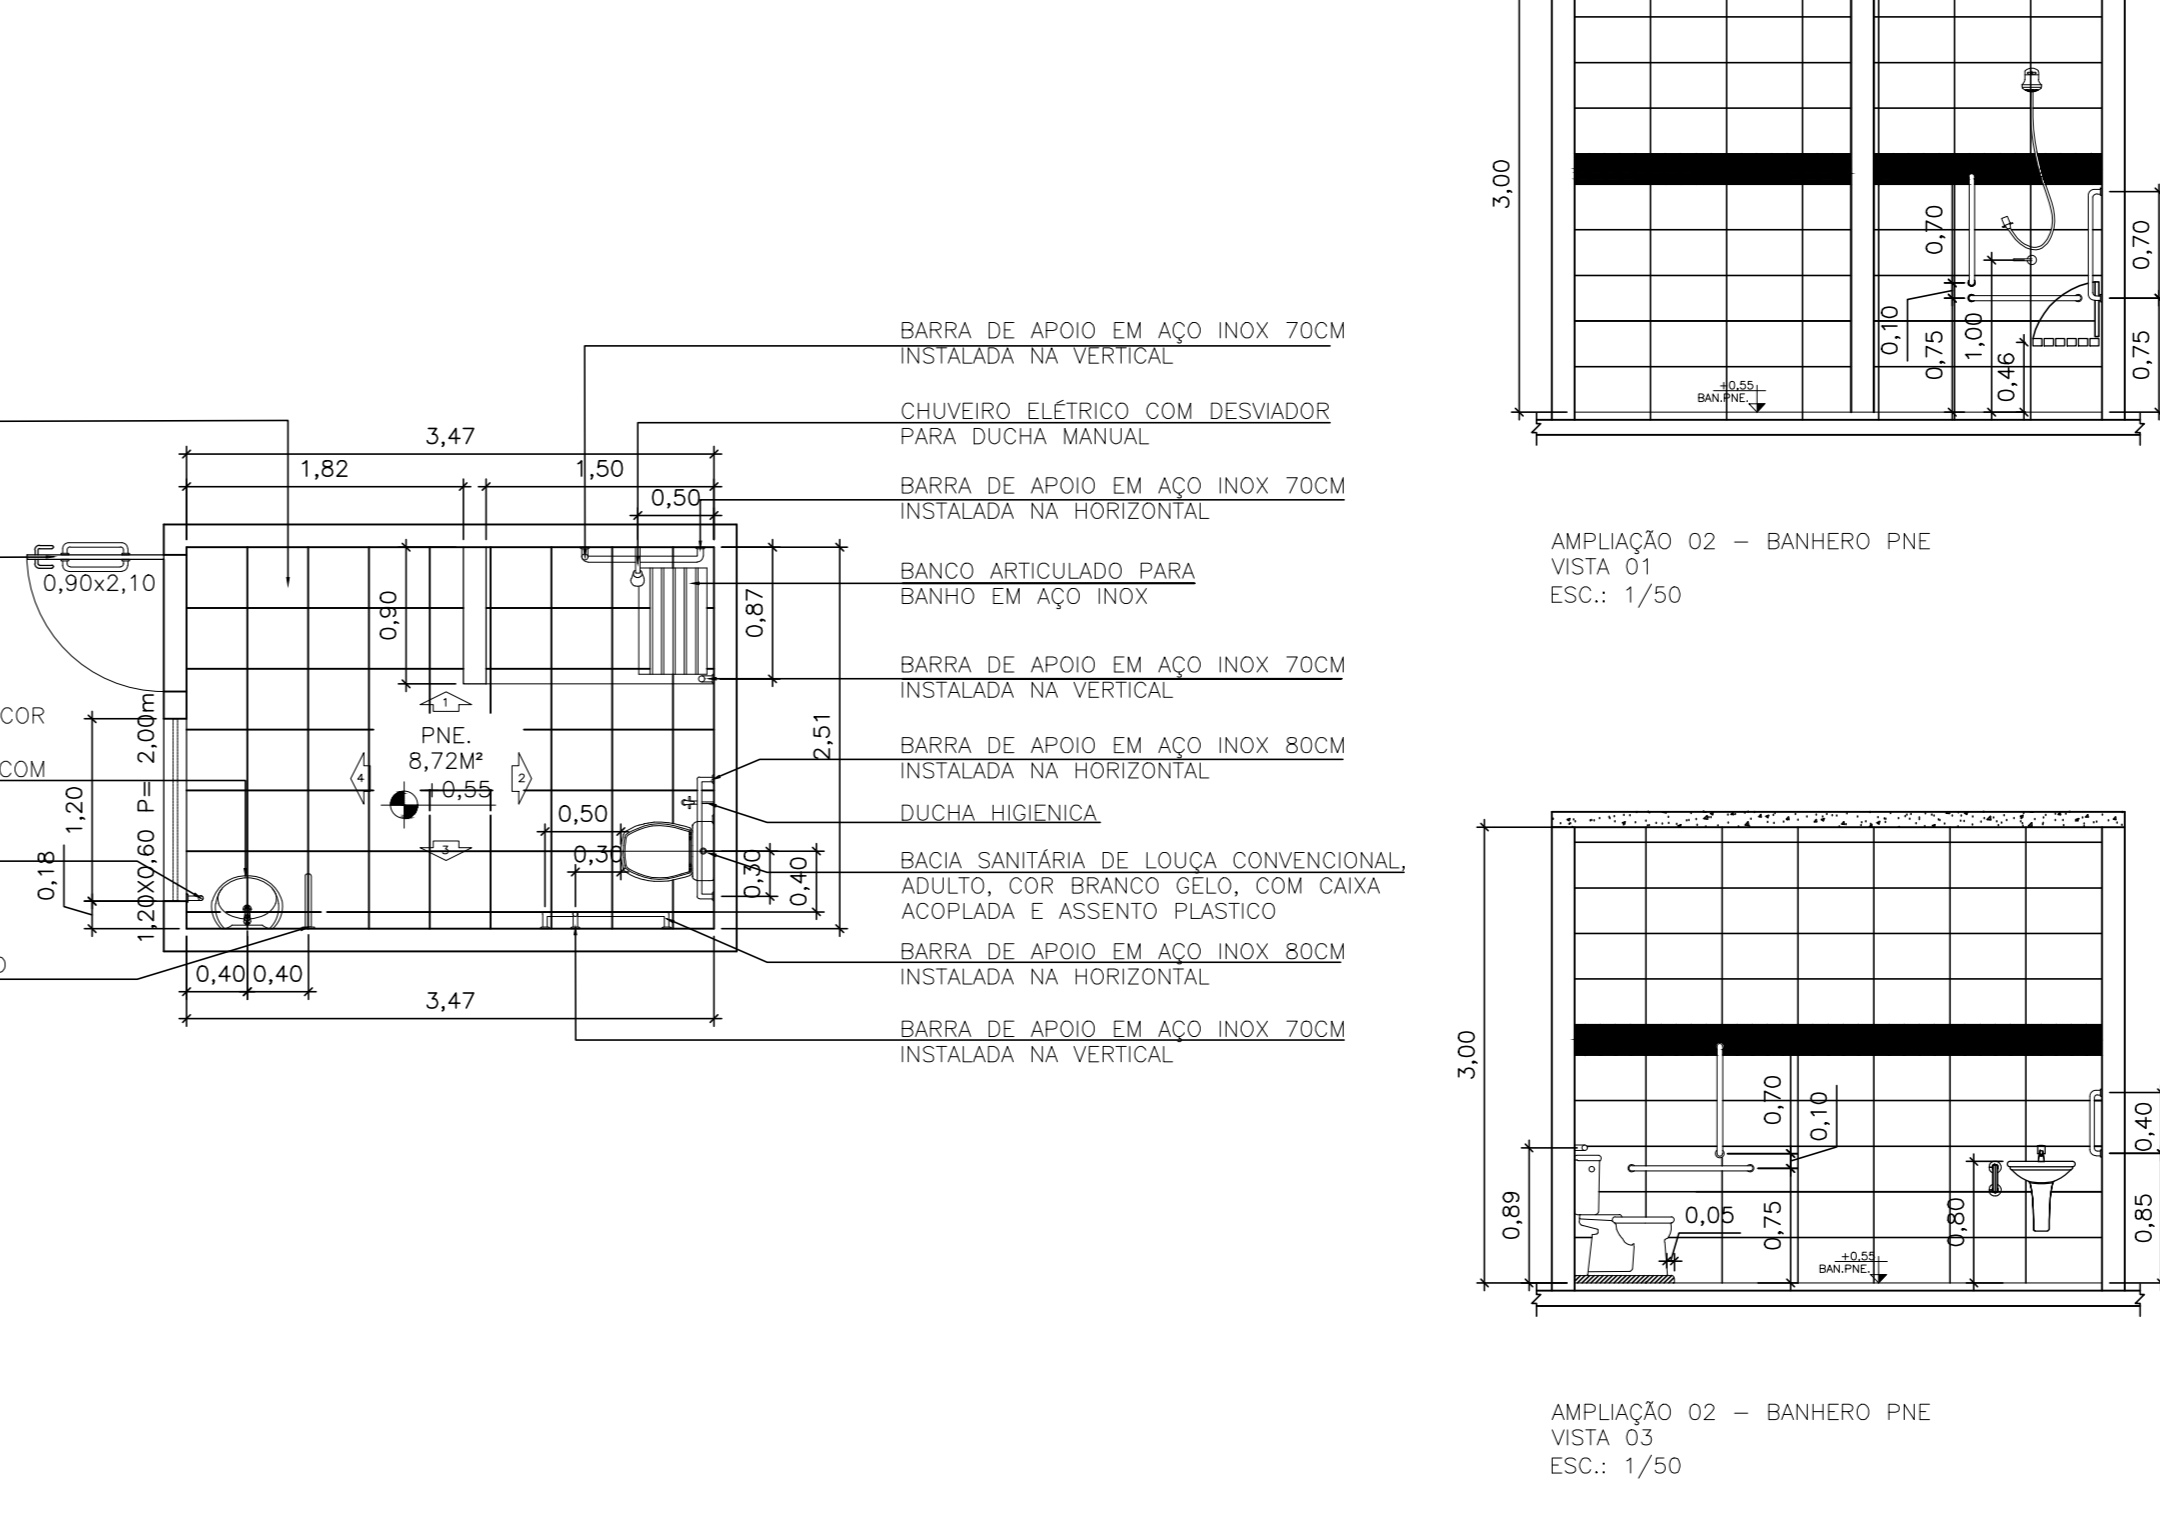 3,00
0,70
0,70
0,10
0,75
1,00
0,46
0,75
+0,55
BAN.PNE.
AMPLIAÇÃO 02 – BANHERO PNE
VISTA 01
ESC.: 1/50
BARRA DE APOIO EM AÇO INOX 70CM
INSTALADA NA VERTICAL
CHUVEIRO ELÉTRICO COM DESVIADOR
PARA DUCHA MANUAL
BARRA DE APOIO EM AÇO INOX 70CM
INSTALADA NA HORIZONTAL
BANCO ARTICULADO PARA
BANHO EM AÇO INOX
BARRA DE APOIO EM AÇO INOX 70CM
INSTALADA NA VERTICAL
BARRA DE APOIO EM AÇO INOX 80CM
INSTALADA NA HORIZONTAL
DUCHA HIGIENICA
BACIA SANITÁRIA DE LOUÇA CONVENCIONAL,
ADULTO, COR BRANCO GELO, COM CAIXA
ACOPLADA E ASSENTO PLASTICO
BARRA DE APOIO EM AÇO INOX 80CM
INSTALADA NA HORIZONTAL
BARRA DE APOIO EM AÇO INOX 70CM
INSTALADA NA VERTICAL
3,47
1,82
1,50
0,50
0,90x2,10
0,90
0,87
2,51
COR
COM
O
1
PNE.
8,72M²
+0,55
4
2
3
1,20
0,18
1,20X0,60 P= 2,00m
0,50
0,30
0,30
0,40
0,40
0,40
3,47
3,00
0,70
0,10
0,40
0,89
0,05
0,75
0,80
0,85
+0,55
BAN.PNE.
AMPLIAÇÃO 02 – BANHERO PNE
VISTA 03
ESC.: 1/50